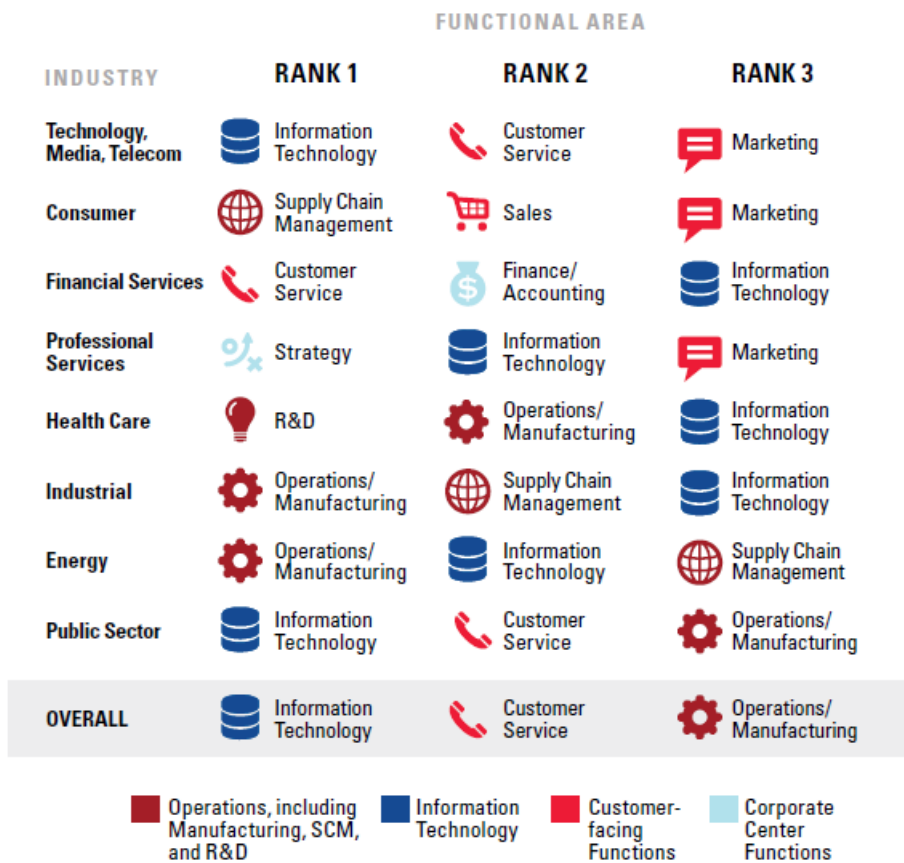 FUNCTIONAL AREA
INDUSTRY RANK 1 RANK 2 RANK 3
Technology,
Media, Telecom
Information
Technology
Customer
Service
Marketing
Consumer
Supply Chain
Management
Sales
Marketing
Financial Services
Customer
Service
Finance/
Accounting
Information
Technology
Professional
Services
Strategy
Information
Technology
Marketing
Health Care
R&D
Operations/
Manufacturing
Information
Technology
Industrial
Operations/
Manufacturing
Supply Chain
Management
Information
Technology
Energy
Operations/
Manufacturing
Information
Technology
Supply Chain
Management
Public Sector
Information
Technology
Customer
Service
Operations/
Manufacturing
OVERALL
Information
Technology
Customer
Service
Operations/
Manufacturing
Operations, including
Manufacturing, SCM,
and R&D
Information
Technology
Customer-
facing
Functions
Corporate
Center
Functions